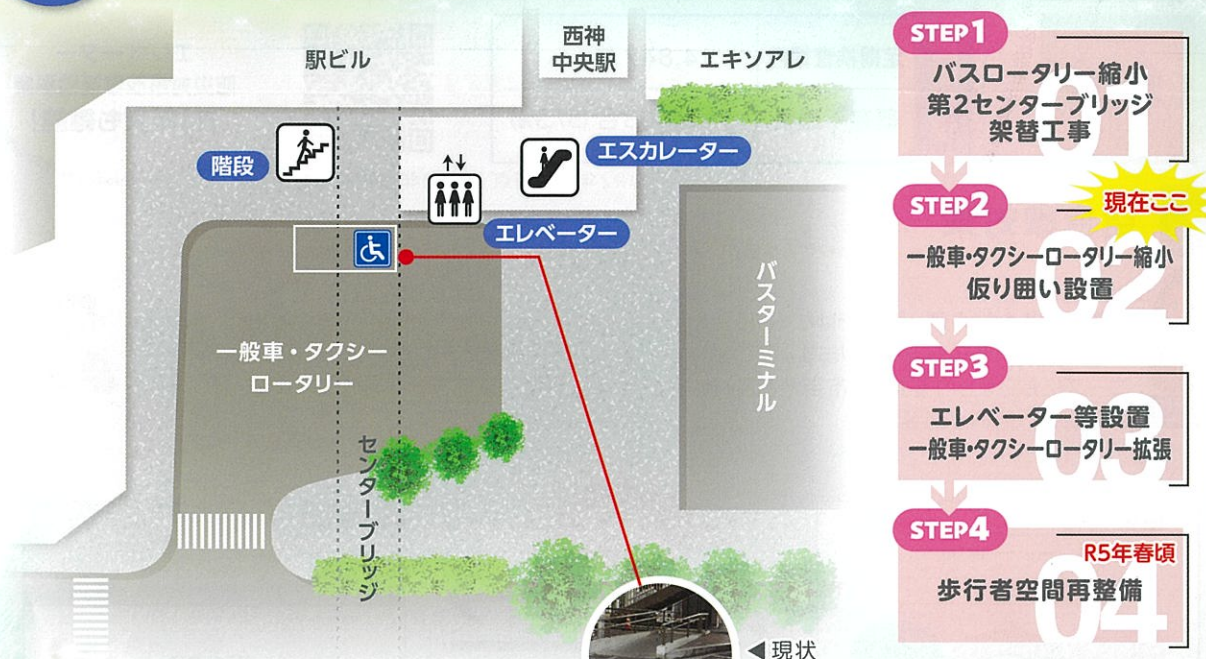 駅ビル
西神
中央駅
エキソアレ
階段
エスカレーター
エレベーター
一般車・タクシー
ロータリー
センターブリッジ
バスターミナル
◀現状
STEP1
01
バスロータリー縮小
第2センターブリッジ
架替工事
STEP2
現在ここ
02
一般車・タクシーロータリー縮小
仮り囲い設置
STEP3
03
エレベーター等設置
一般車・タクシーロータリー拡張
STEP4
R5年春頃
04
歩行者空間再整備